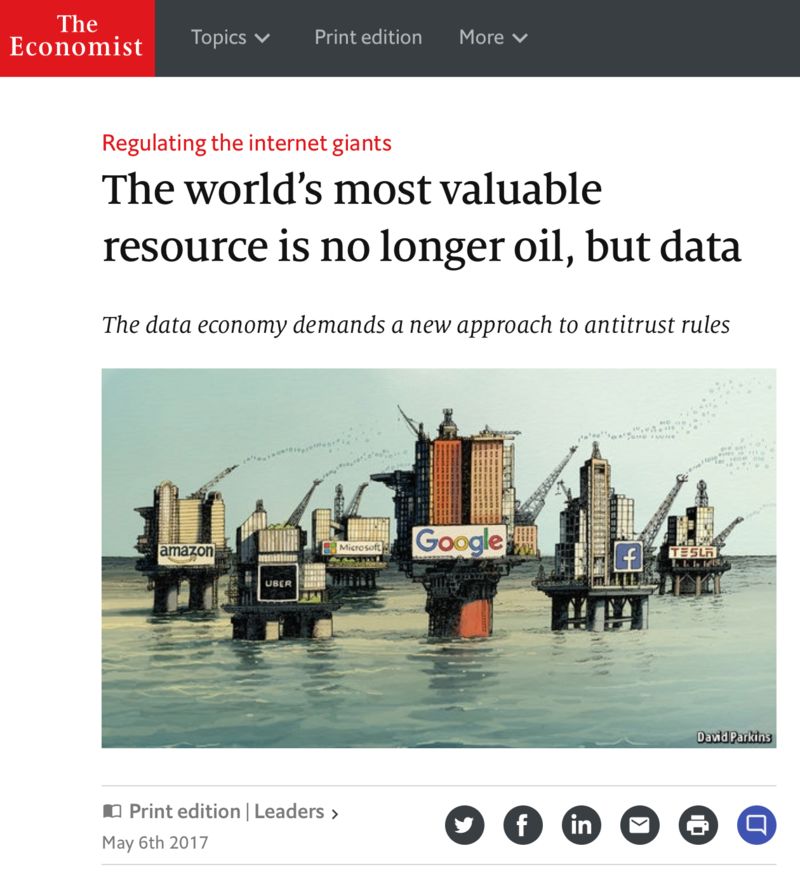 The
Economist
Topics
Print edition
More
Regulating the internet giants
The world’s most valuable
resource is no longer oil, but data
The data economy demands a new approach to antitrust rules
amazon
UBER
Microsoft
Google
f
TESLA
David Parkins
Print edition | Leaders ›
May 6th 2017
f
in